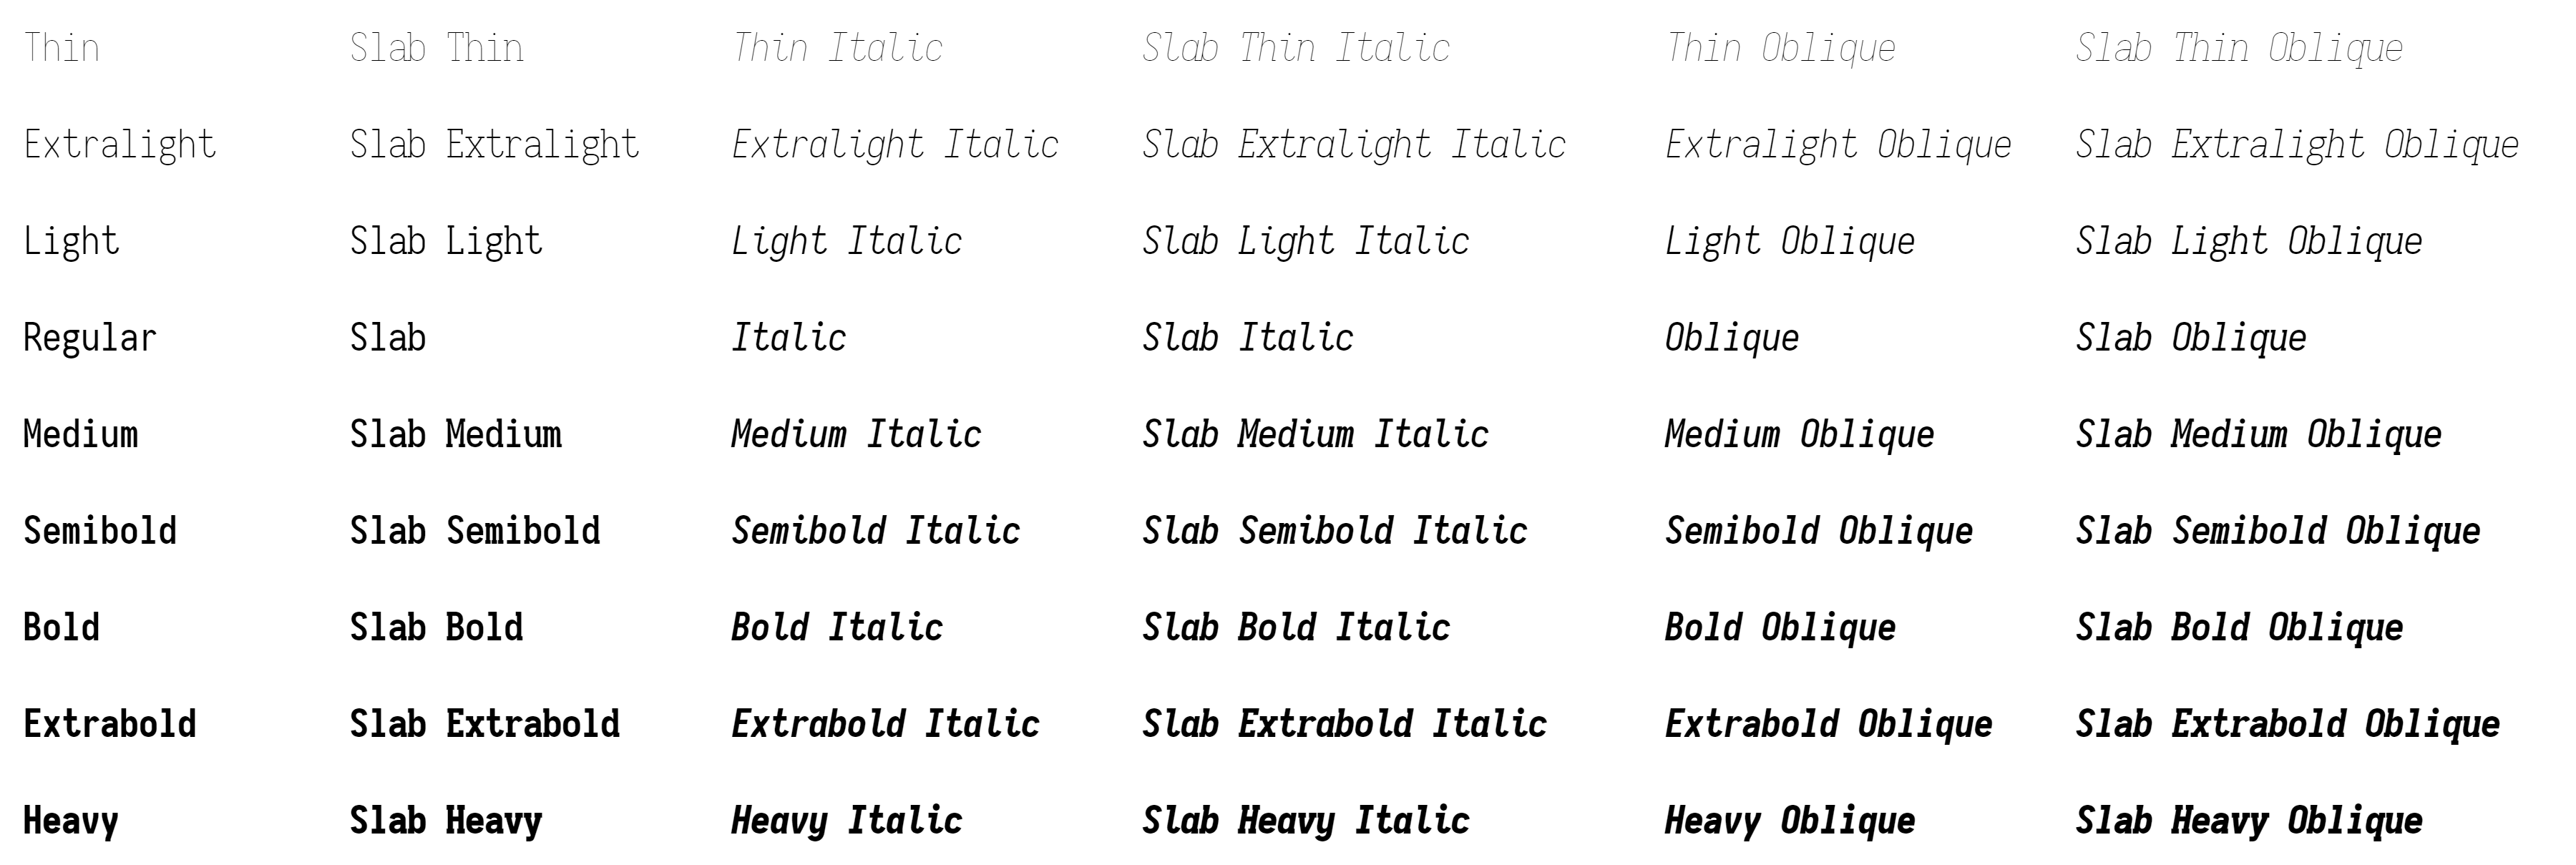 Thin Slab Thin Thin Italic Slab Thin Italic Thin Oblique Slab Thin Oblique
Extralight Slab Extralight Extralight Italic Slab Extralight Italic Extralight Oblique Slab Extralight Oblique
Light Slab Light Light Italic Slab Light Italic Light Oblique Slab Light Oblique
Regular Slab Italic Slab Italic Oblique Slab Oblique
Medium Slab Medium Medium Italic Slab Medium Italic Medium Oblique Slab Medium Oblique
Semibold Slab Semibold Semibold Italic Slab Semibold Italic Semibold Oblique Slab Semibold Oblique
Bold Slab Bold Bold Italic Slab Bold Italic Bold Oblique Slab Bold Oblique
Extrabold Slab Extrabold Extrabold Italic Slab Extrabold Italic Extrabold Oblique Slab Extrabold Oblique
Heavy Slab Heavy Heavy Italic Slab Heavy Italic Heavy Oblique Slab Heavy Oblique